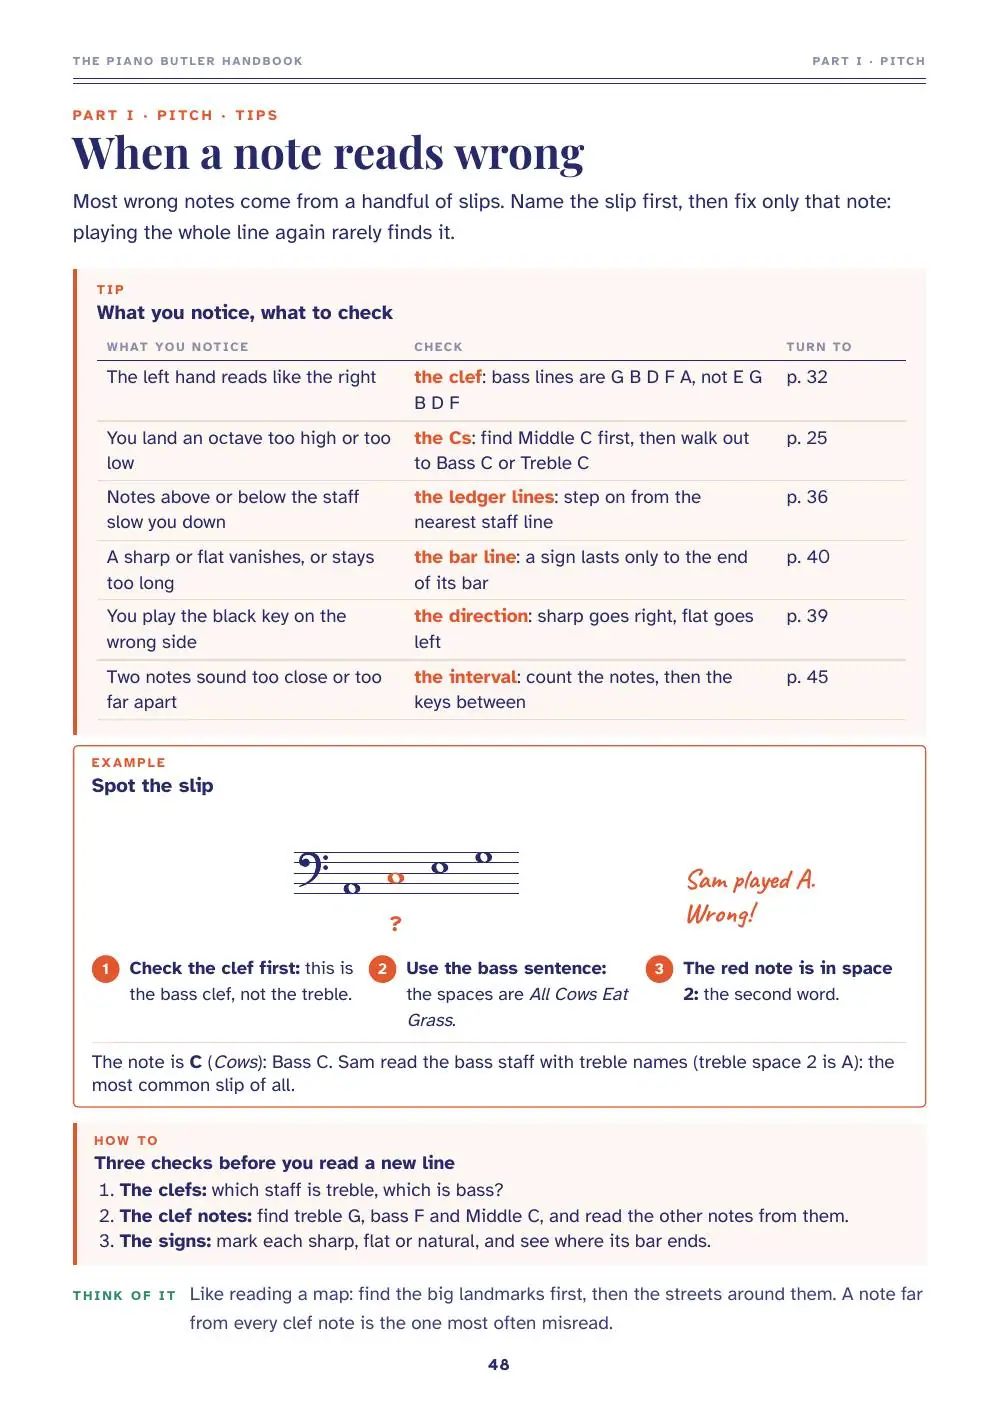 THE PIANO BUTLER HANDBOOK
PART I · PITCH
PART I · PITCH · TIPS
When a note reads wrong
Most wrong notes come from a handful of slips. Name the slip first, then fix only that note:
playing the whole line again rarely finds it.
TIP
What you notice, what to check
WHAT YOU NOTICE CHECK TURN TO
The left hand reads like the right the clef: bass lines are G B D F A, not E G p. 32
B D F
You land an octave too high or too the Cs: find Middle C first, then walk out p. 25
low to Bass C or Treble C
Notes above or below the staff the ledger lines: step on from the p. 36
slow you down nearest staff line
A sharp or flat vanishes, or stays the bar line: a sign lasts only to the end p. 40
too long of its bar
You play the black key on the the direction: sharp goes right, flat goes p. 39
wrong side left
Two notes sound too close or too the interval: count the notes, then the p. 45
far apart keys between
EXAMPLE
Spot the slip
Sam played A.
Wrong!
?
1 Check the clef first: this is
the bass clef, not the treble.
2 Use the bass sentence:
the spaces are All Cows Eat
Grass.
3 The red note is in space
2: the second word.
The note is C (Cows): Bass C. Sam read the bass staff with treble names (treble space 2 is A): the
most common slip of all.
HOW TO
Three checks before you read a new line
1. The clefs: which staff is treble, which is bass?
2. The clef notes: find treble G, bass F and Middle C, and read the other notes from them.
3. The signs: mark each sharp, flat or natural, and see where its bar ends.
THINK OF IT Like reading a map: find the big landmarks first, then the streets around them. A note far
from every clef note is the one most often misread.
48